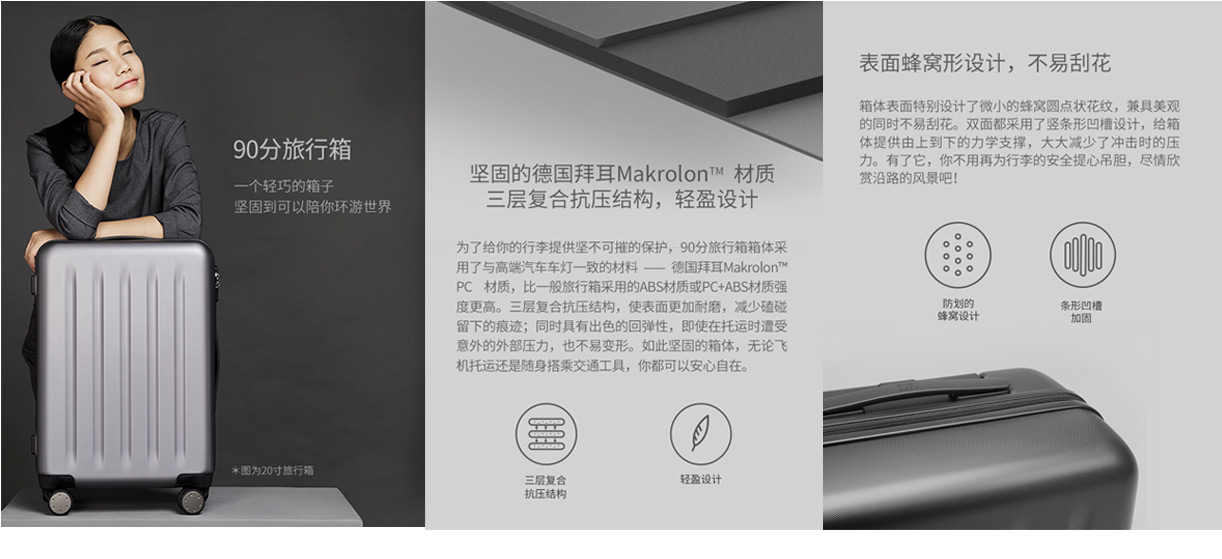 90分旅行箱
一个轻巧的箱子
坚固到可以陪你环游世界
＊图为20寸旅行箱
坚固的德国拜耳Makrolon™ 材质
三层复合抗压结构，轻盈设计
为了给你的行李提供坚不可摧的保护，90分旅行箱箱体采
用了与高端汽车车灯一致的材料 —— 德国拜耳Makrolon™
PC 材质，比一般旅行箱采用的ABS材质或PC+ABS材质强
度更高。三层复合抗压结构，使表面更加耐磨，减少磕碰
留下的痕迹；同时具有出色的回弹性，即使在托运时遭受
意外的外部压力，也不易变形。如此坚固的箱体，无论飞
机托运还是随身搭乘交通工具，你都可以安心自在。
三层复合
抗压结构
轻盈设计
表面蜂窝形设计，不易刮花
箱体表面特别设计了微小的蜂窝圆点状花纹，兼具美观
的同时不易刮花。双面都采用了竖条形凹槽设计，给箱
体提供由上到下的力学支撑，大大减少了冲击时的压
力。有了它，你不用再为行李的安全提心吊胆，尽情欣
赏沿路的风景吧！
防划的
蜂窝设计
条形凹槽
加固